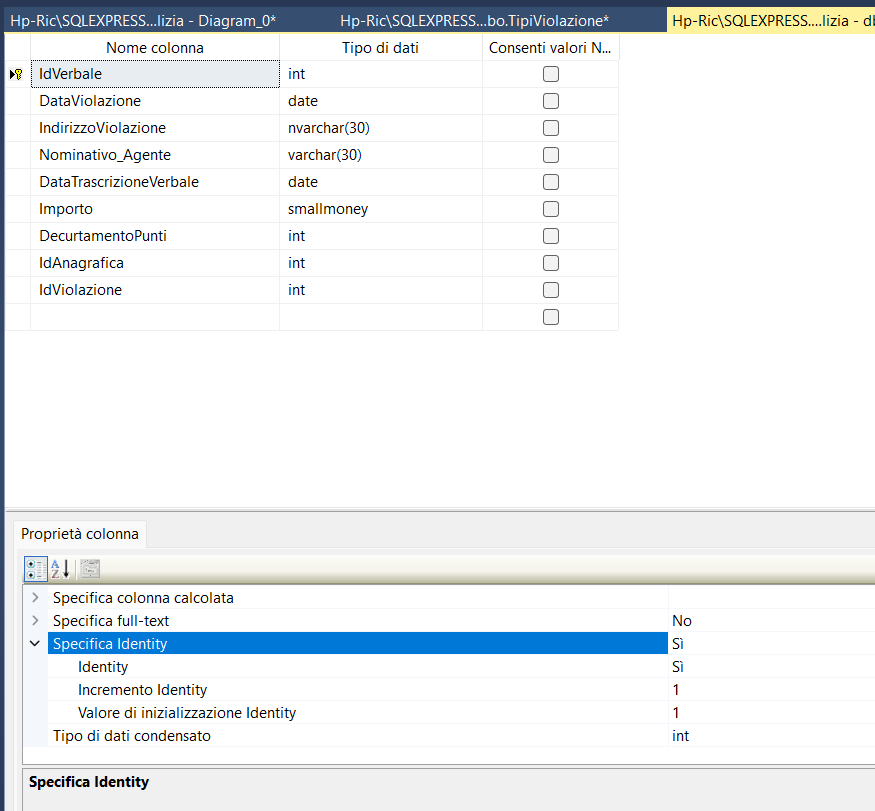 Hp-Ric\SQLEXPRESS...lizia - Diagram_0* Hp-Ric\SQLEXPRESS...bo.TipiViolazione* Hp-Ric\SQLEXPRESS....lizia - db
Nome colonna Tipo di dati Consenti valori N...
IdVerbale int
DataViolazione date
IndirizzoViolazione nvarchar(30)
Nominativo_Agente varchar(30)
DataTrascrizioneVerbale date
Importo smallmoney
DecurtamentoPunti int
IdAnagrafica int
IdViolazione int
Proprietà colonna
Specifica colonna calcolata
Specifica full-text No
Specifica Identity Sì
Identity Sì
Incremento Identity 1
Valore di inizializzazione Identity 1
Tipo di dati condensato int
Specifica Identity